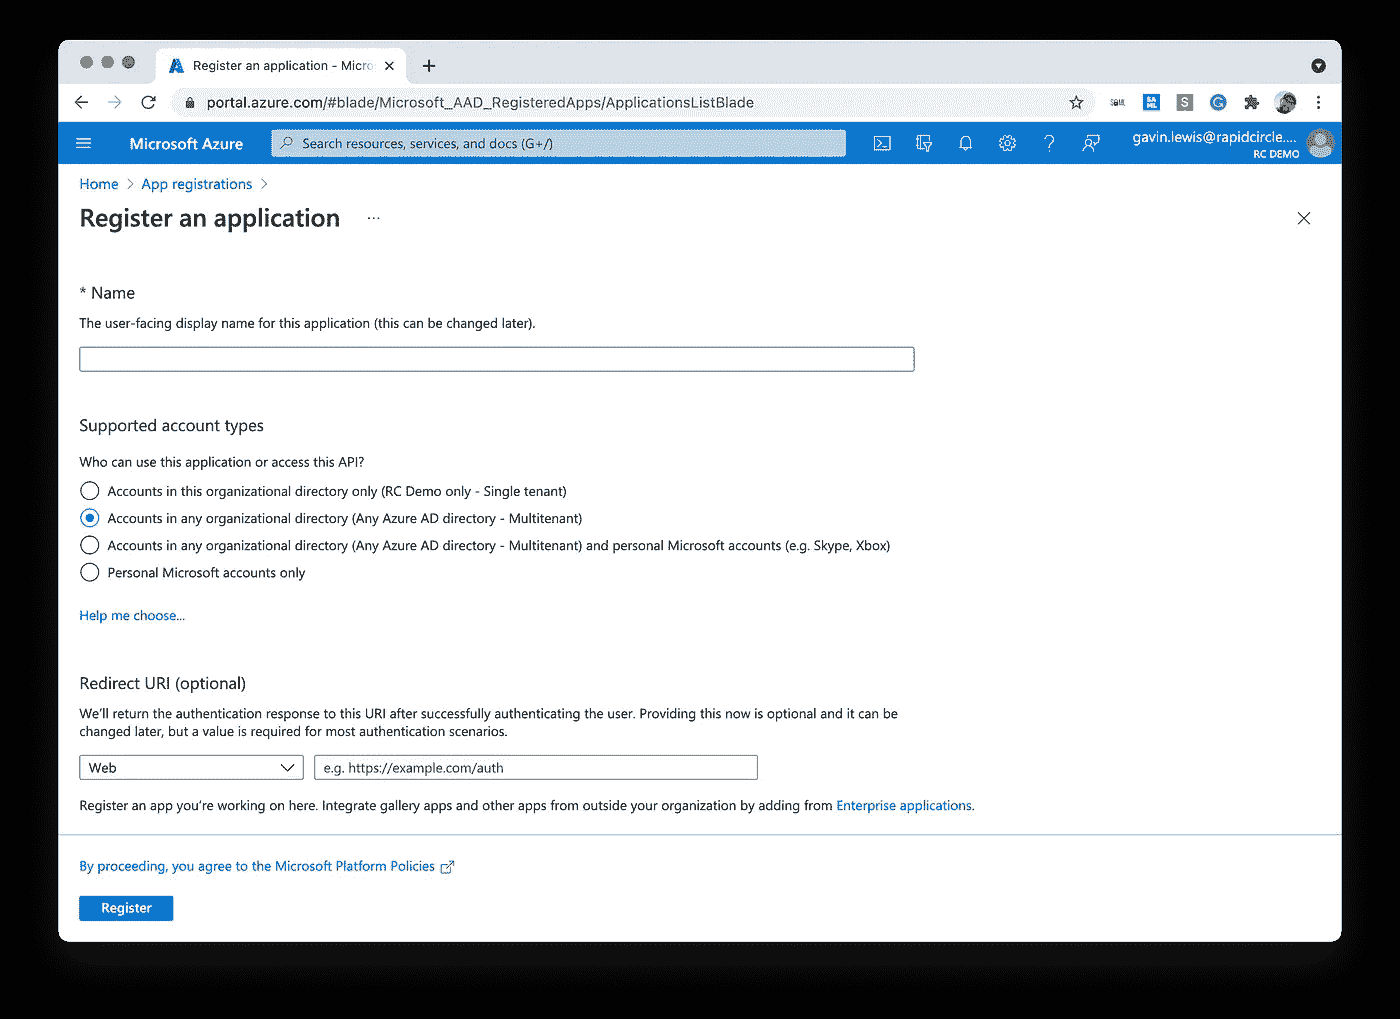 Register an application - Micro
portal.azure.com/#blade/Microsoft_AAD_RegisteredApps/ApplicationsListBlade
S
G
Microsoft Azure
Search resources, services, and docs (G+/)
gavin.lewis@rapidcircle....
RC DEMO
Home > App registrations >
Register an application ...
* Name
The user-facing display name for this application (this can be changed later).
Supported account types
Who can use this application or access this API?
Accounts in this organizational directory only (RC Demo only - Single tenant)
Accounts in any organizational directory (Any Azure AD directory - Multitenant)
Accounts in any organizational directory (Any Azure AD directory - Multitenant) and personal Microsoft accounts (e.g. Skype, Xbox)
Personal Microsoft accounts only
Help me choose...
Redirect URI (optional)
We'll return the authentication response to this URI after successfully authenticating the user. Providing this now is optional and it can be
changed later, but a value is required for most authentication scenarios.
Web
e.g. https://example.com/auth
Register an app you're working on here. Integrate gallery apps and other apps from outside your organization by adding from Enterprise applications.
By proceeding, you agree to the Microsoft Platform Policies
Register